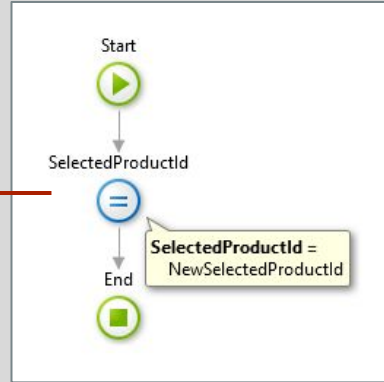 Start
SelectedProductId
SelectedProductId =
NewSelectedProductId
End